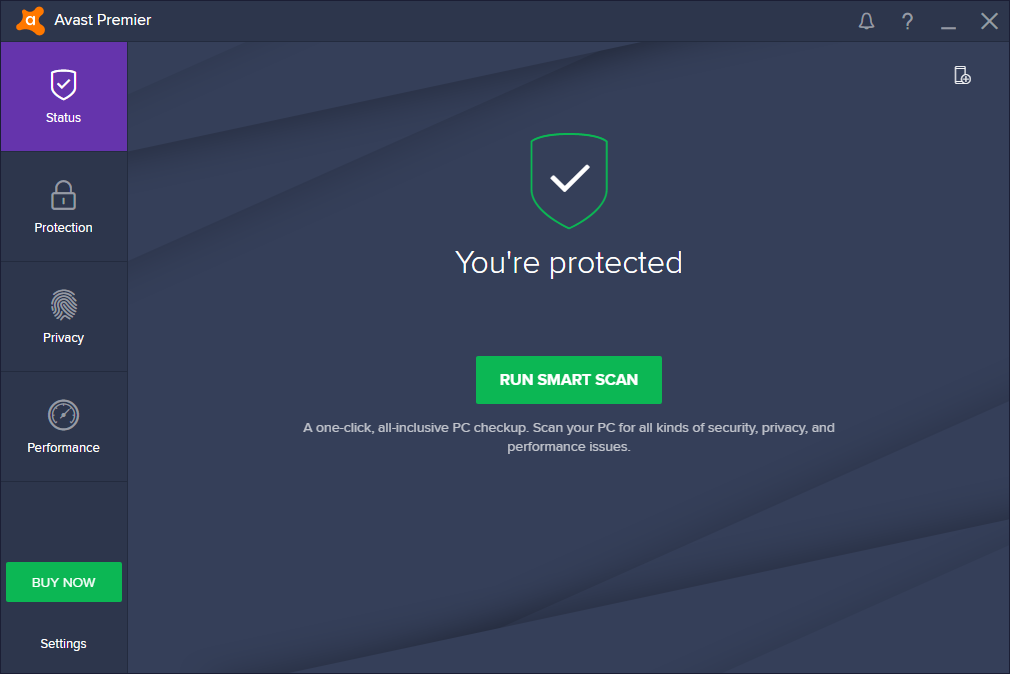 Avast Premier
?
Status
Protection
Privacy
Performance
BUY NOW
Settings
You're protected
RUN SMART SCAN
A one-click, all-inclusive PC checkup. Scan your PC for all kinds of security, privacy, and
performance issues.